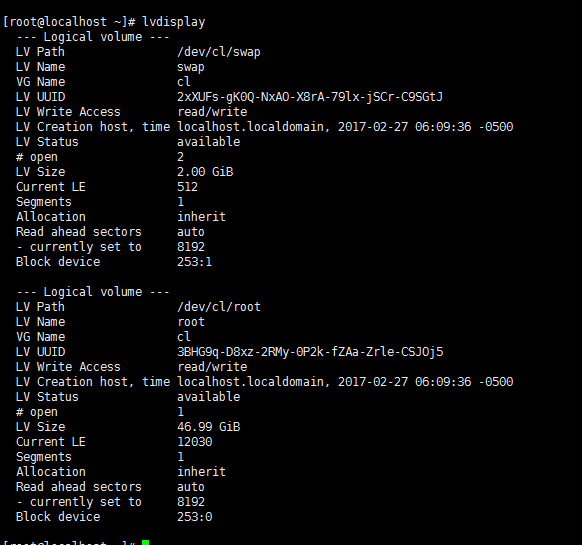 [root@localhost ~]# lvdisplay
--- Logical volume ---
LV Path /dev/cl/swap
LV Name swap
VG Name cl
LV UUID 2xXUFs-gK0Q-NxAO-X8rA-79lx-jSCr-C9SGtJ
LV Write Access read/write
LV Creation host, time localhost.localdomain, 2017-02-27 06:09:36 -0500
LV Status available
# open 2
LV Size 2.00 GiB
Current LE 512
Segments 1
Allocation inherit
Read ahead sectors auto
- currently set to 8192
Block device 253:1
--- Logical volume ---
LV Path /dev/cl/root
LV Name root
VG Name cl
LV UUID 3BHG9q-D8xz-2RMy-0P2k-fZAa-Zrle-CSJOj5
LV Write Access read/write
LV Creation host, time localhost.localdomain, 2017-02-27 06:09:36 -0500
LV Status available
# open 1
LV Size 46.99 GiB
Current LE 12030
Segments 1
Allocation inherit
Read ahead sectors auto
- currently set to 8192
Block device 253:0
[root@localhost ~]#